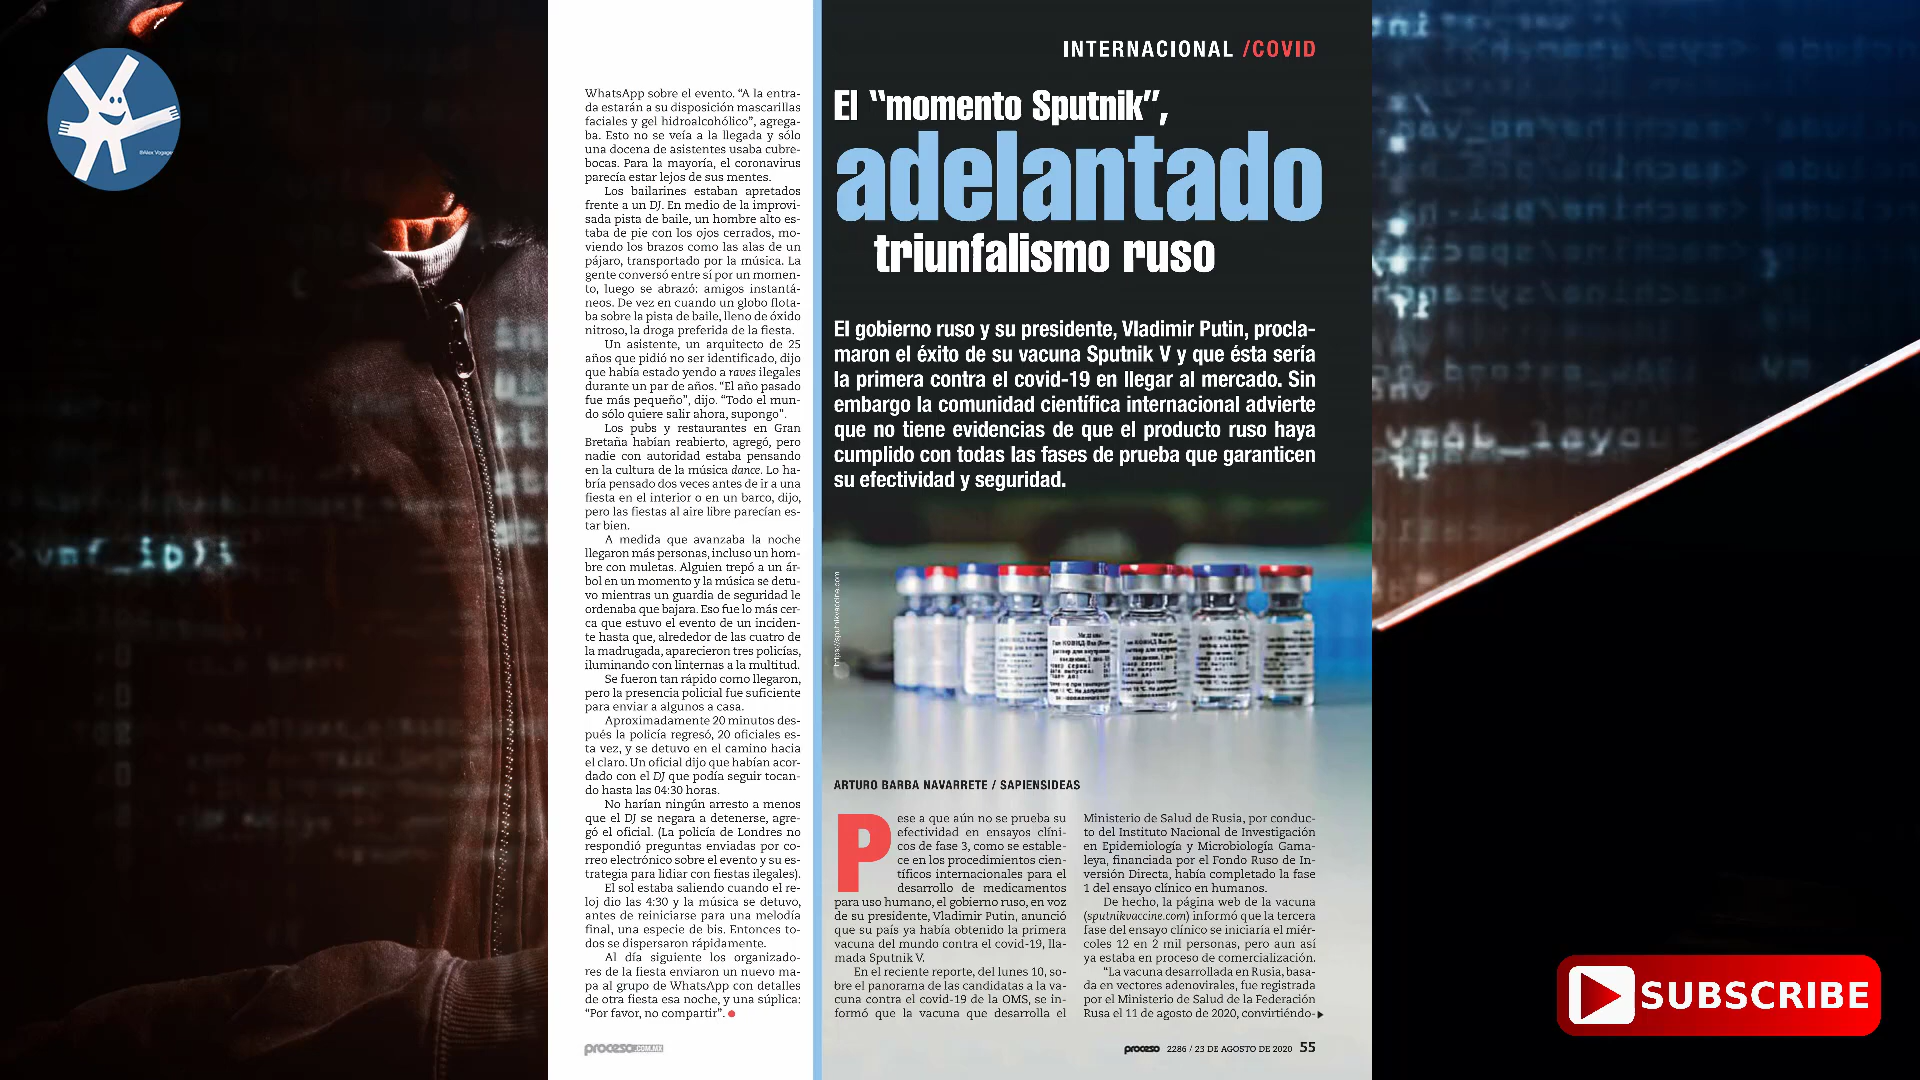 WhatsApp sobre el evento. “A la entra-
da estarán a su disposición mascarillas
faciales y gel hidroalcohólico”, agrega-
ba. Esto no se veía a la llegada y sólo
una docena de asistentes usaba cubre-
bocas. Para la mayoría, el coronavirus
parecía estar lejos de sus mentes.
Los bailarines estaban apretados
frente a un DJ. En medio de la improvi-
sada pista de baile, un hombre alto es-
taba de pie con los ojos cerrados, mo-
viendo los brazos como las alas de un
pájaro, transportado por la música. La
gente conversó entre sí por un momen-
to, luego se abrazó: amigos instantá-
neos. De vez en cuando un globo flota-
ba sobre la pista de baile, lleno de óxido
nitroso, la droga preferida de la fiesta.
Un asistente, un arquitecto de 25
años que pidió no ser identificado, dijo
que había estado yendo a raves ilegales
durante un par de años. “El año pasado
fue más pequeño”, dijo. “Todo el mun-
do sólo quiere salir ahora, supongo”.
Los pubs y restaurantes en Gran
Bretaña habían reabierto, agregó, pero
nadie con autoridad estaba pensando
en la cultura de la música dance. Lo ha-
bría pensado dos veces antes de ir a una
fiesta en el interior o en un barco, dijo,
pero las fiestas al aire libre parecían es-
tar bien.
A medida que avanzaba la noche
llegaron más personas, incluso un hom-
bre con muletas. Alguien trepó a un ár-
bol en un momento y la música se detu-
vo mientras un guardia de seguridad le
ordenaba que bajara. Eso fue lo más cer-
ca que estuvo el evento de un inciden-
te hasta que, alrededor de las cuatro de
la madrugada, aparecieron tres policías,
iluminando con linternas a la multitud.
Se fueron tan rápido como llegaron,
pero la presencia policial fue suficiente
para enviar a algunos a casa.
Aproximadamente 20 minutos des-
pués la policía regresó, 20 oficiales es-
ta vez, y se detuvo en el camino hacia
el claro. Un oficial dijo que habían acor-
dado con el DJ que podía seguir tocan-
do hasta las 04:30 horas.
No harían ningún arresto a menos
que el DJ se negara a detenerse, agre-
gó el oficial. (La policía de Londres no
respondió preguntas enviadas por co-
rreo electrónico sobre el evento y su es-
trategia para lidiar con fiestas ilegales).
El sol estaba saliendo cuando el re-
loj dio las 4:30 y la música se detuvo,
antes de reiniciarse para una melodía
final, una especie de bis. Entonces to-
dos se dispersaron rápidamente.
Al día siguiente los organizado-
res de la fiesta enviaron un nuevo ma-
pa al grupo de WhatsApp con detalles
de otra fiesta esa noche, y una súplica:
“Por favor, no compartir”.
proceso.COM.MX
INTERNACIONAL /COVID
El “momento Sputnik”,
adelantado
triunfalismo ruso
El gobierno ruso y su presidente, Vladimir Putin, procla-
maron el éxito de su vacuna Sputnik V y que ésta sería
la primera contra el covid-19 en llegar al mercado. Sin
embargo la comunidad científica internacional advierte
que no tiene evidencias de que el producto ruso haya
cumplido con todas las fases de prueba que garanticen
su efectividad y seguridad.
https://sputnikvaccine.com
ARTURO BARBA NAVARRETE / SAPIENSIDEAS
Pese a que aún no se prueba su
efectividad en ensayos clíni-
cos de fase 3, como se estable-
ce en los procedimientos cien-
tíficos internacionales para el
desarrollo de medicamentos
para uso humano, el gobierno ruso, en voz
de su presidente, Vladimir Putin, anunció
que su país ya había obtenido la primera
vacuna del mundo contra el covid-19, lla-
mada Sputnik V.
En el reciente reporte, del lunes 10, so-
bre el panorama de las candidatas a la va-
cuna contra el covid-19 de la OMS, se in-
formó que la vacuna que desarrolla el
Ministerio de Salud de Rusia, por conduc-
to del Instituto Nacional de Investigación
en Epidemiología y Microbiología Gama-
leya, financiada por el Fondo Ruso de In-
versión Directa, había completado la fase
1 del ensayo clínico en humanos.
De hecho, la página web de la vacuna
(sputnikvaccine.com) informó que la tercera
fase del ensayo clínico se iniciaría el miér-
coles 12 en 2 mil personas, pero aun así
ya estaba en proceso de comercialización.
“La vacuna desarrollada en Rusia, basa-
da en vectores adenovirales, fue registrada
por el Ministerio de Salud de la Federación
Rusa el 11 de agosto de 2020, convirtiéndo-
proceso 2286 / 23 DE AGOSTO DE 2020 55
SUBSCRIBE